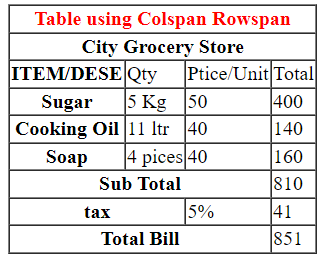 Table using Colspan Rowspan
City Grocery Store
ITEM/DESE Qty Ptice/Unit Total
Sugar 5 Kg 50 400
Cooking Oil 11 ltr 40 140
Soap 4 pices 40 160
Sub Total 810
tax 5% 41
Total Bill 851